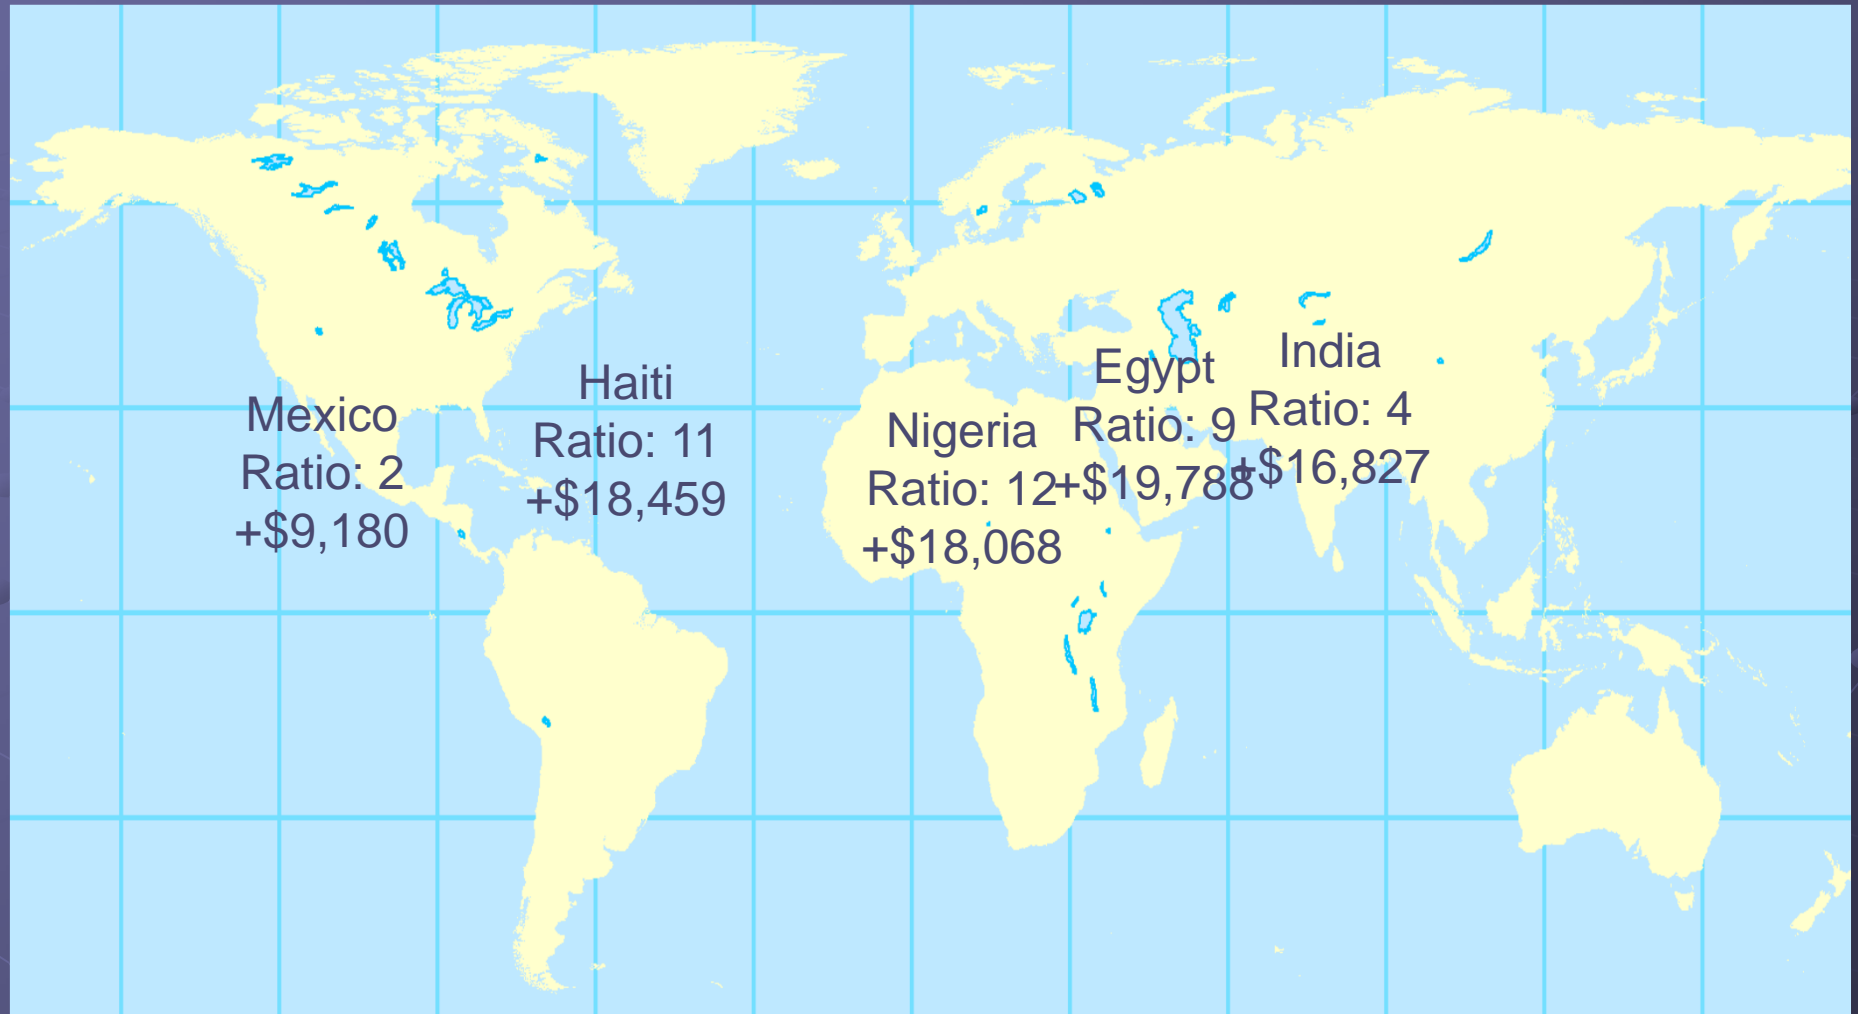 Mexico
Ratio: 2
+$9,180
Haiti
Ratio: 11
+$18,459
Nigeria
Ratio: 12
+$18,068
Egypt
Ratio: 9
+$19,788
India
Ratio: 4
+$16,827